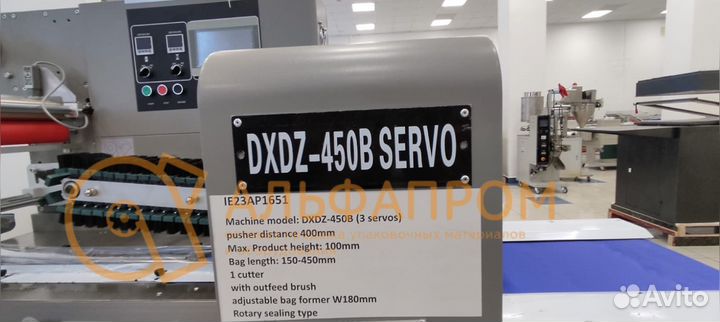 DXDZ-450B SERVO
IE23AP1651
АЛЬФАПРОМ
Machine model: DXDZ-450B (3 servos)
pusher distance 400mm
упаковочных материалов
Max. Product height: 100mm
Bag length: 150-450mm
1 cutter
with outfeed brush
adjustable bag former W180mm
Rotary sealing type
Avito